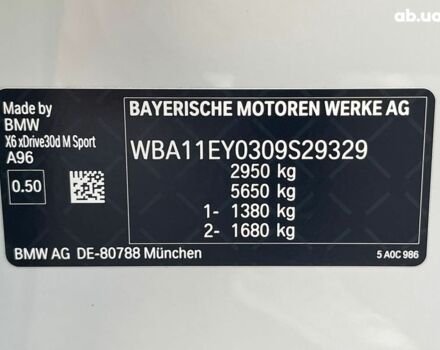 ab.ua
Made by
BMW
X6 xDrive30d M Sport
A96
0.50
BAYERISCHE MOTOREN WERKE AG
WBA11EY0309S29329
2950 kg
5650 kg
1- 1380 kg
2- 1680 kg
BMW AG DE-80788 München
5 A0C 986